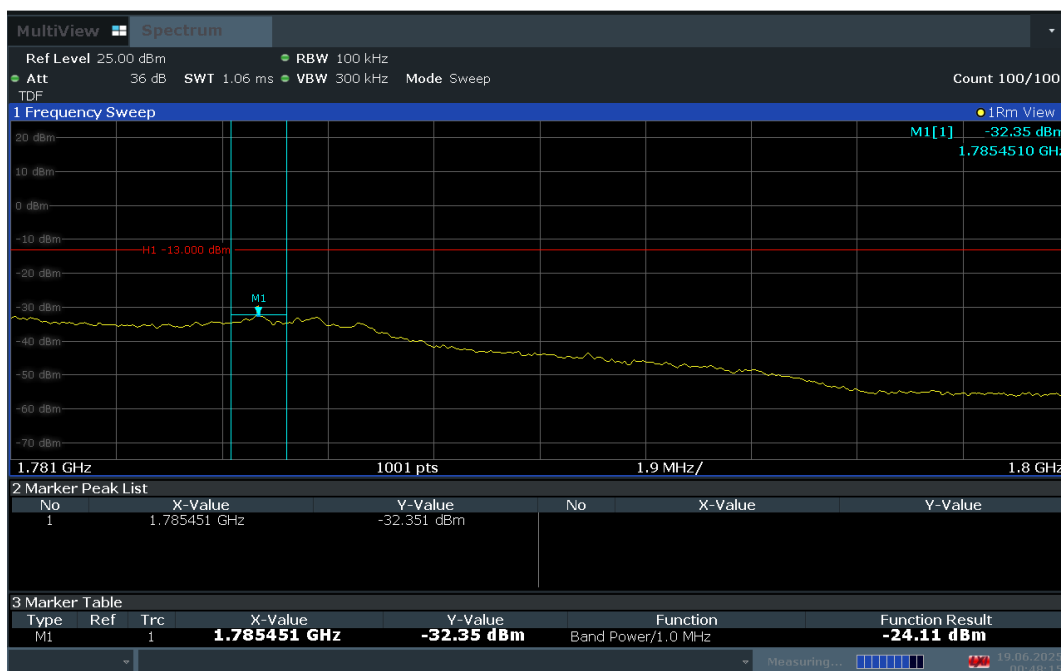 MultiView Spectrum
Ref Level 25.00 dBm RBW 100 kHz
Att 36 dB SWT 1.06 ms VBW 300 kHz Mode Sweep Count 100/100
TDF
1 Frequency Sweep 1Rm View
M1[1] -32.35 dBm
1.7854510 GHz
20 dBm
10 dBm
0 dBm
-10 dBm
H1 -13.000 dBm
-20 dBm
M1
-30 dBm
-40 dBm
-50 dBm
-60 dBm
-70 dBm
1.781 GHz 1001 pts 1.9 MHz/ 1.8 GHz
2 Marker Peak List
No X-Value Y-Value No X-Value Y-Value
1 1.785451 GHz -32.351 dBm
3 Marker Table
Type Ref Trc X-Value Y-Value Function Function Result
M1 1 1.785451 GHz -32.35 dBm Band Power/1.0 MHz -24.11 dBm
Measuring...